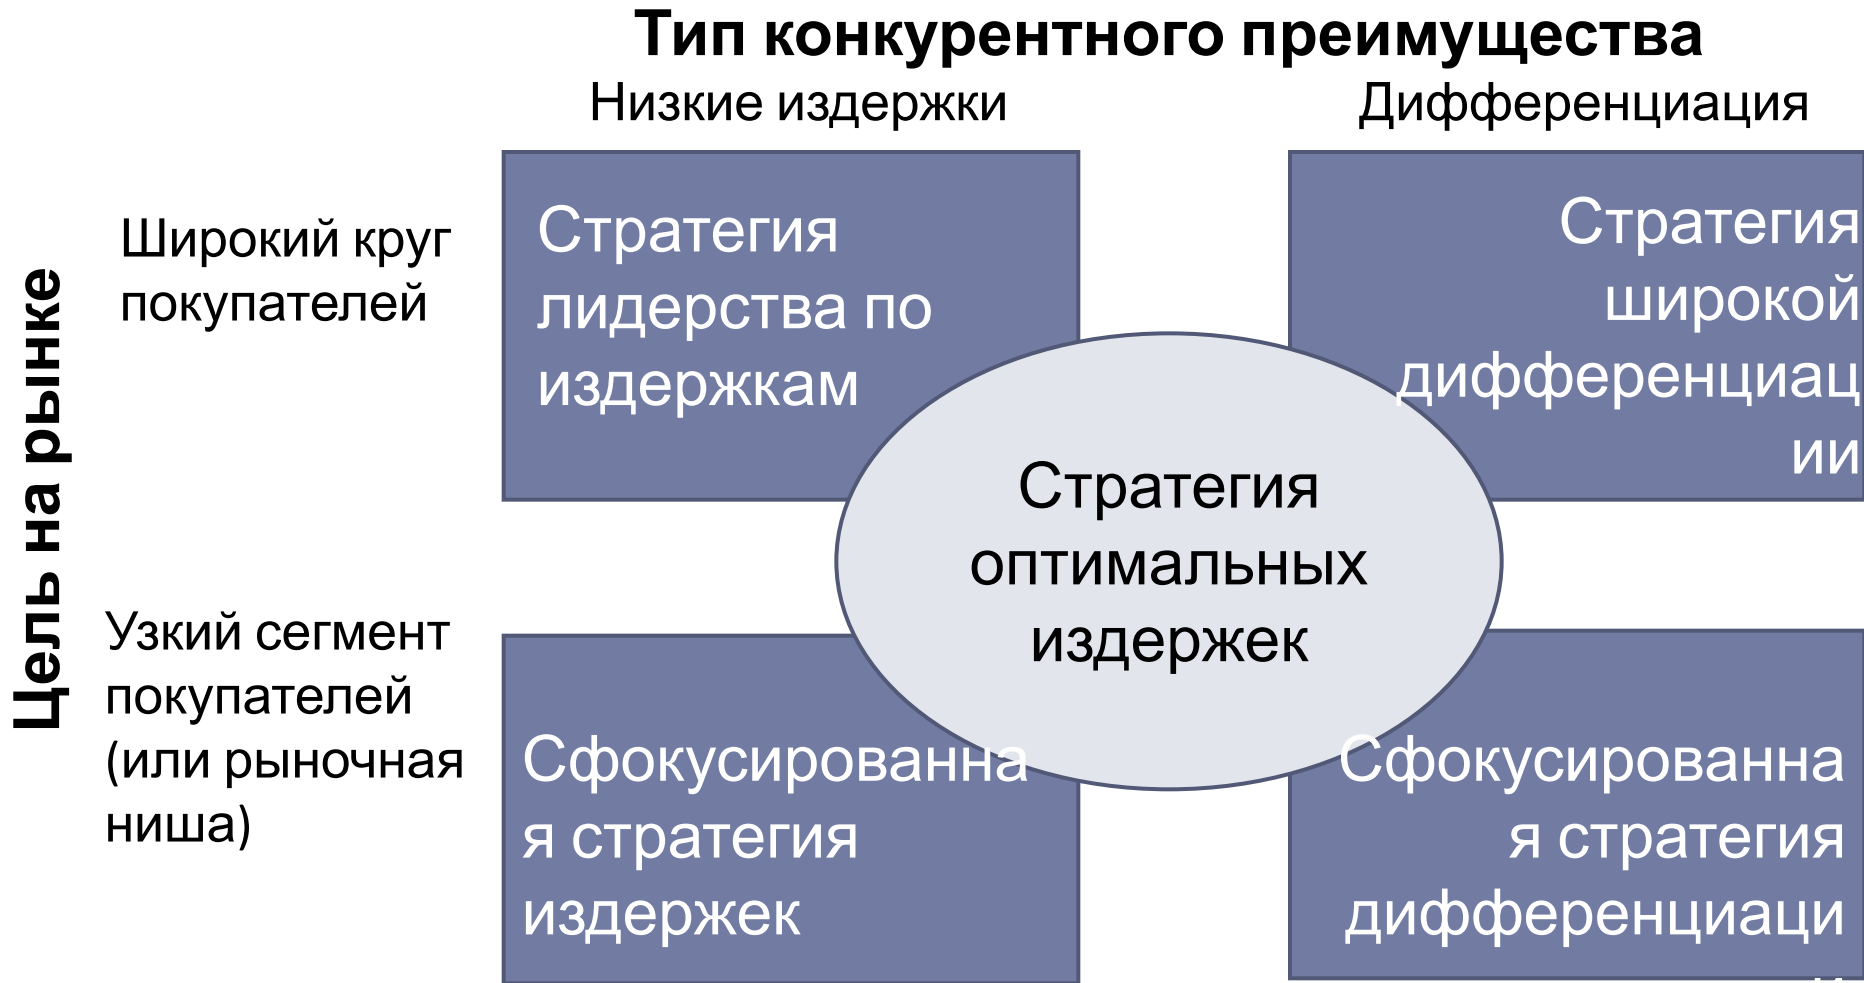 Тип конкурентного преимущества
Низкие издержки
Дифференциация
Цель на рынке
Широкий круг
покупателей
Стратегия
лидерства по
издержкам
Стратегия
широкой
дифференциац
ии
Стратегия
оптимальных
издержек
Узкий сегмент
покупателей
(или рыночная
ниша)
Сфокусированна
я стратегия
издержек
Сфокусированна
я стратегия
дифференциаци